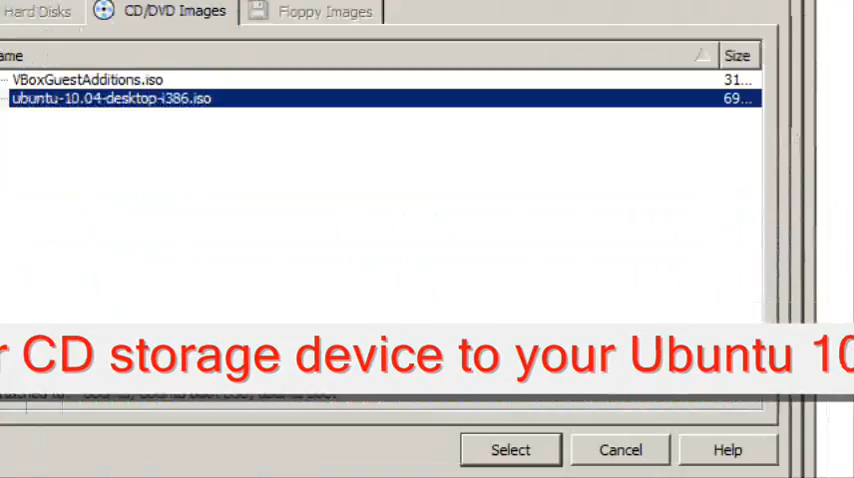 Hard Disks
CD/DVD Images
Floppy Images
ame
Size
VBoxGuestAdditions.iso
31...
ubuntu-10.04-desktop-i386.iso
69...
r CD storage device to your Ubuntu 10
Select
Cancel
Help